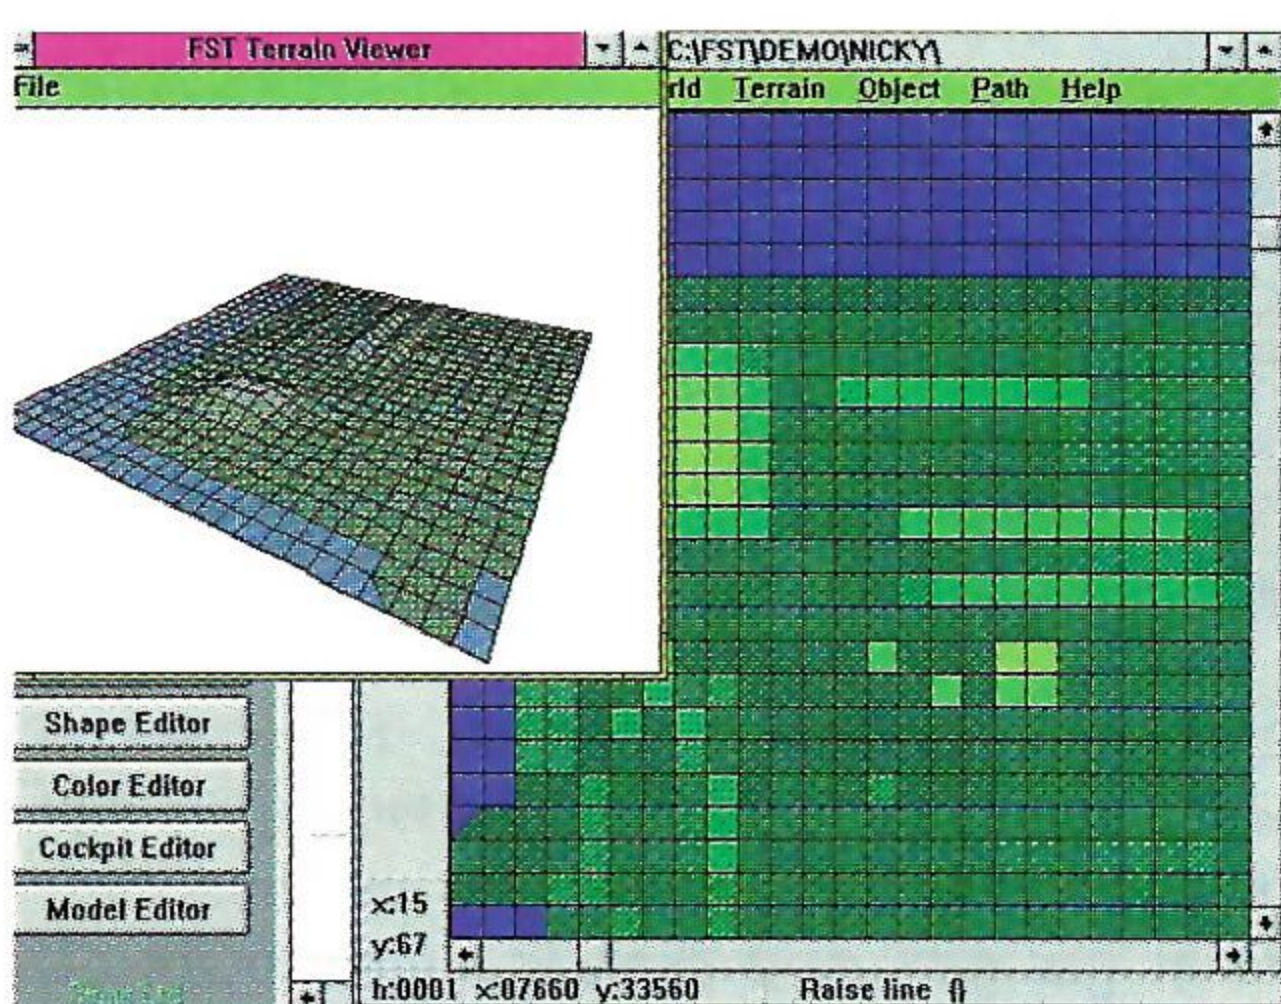 FST Terrain Viewer
C:\FST\DEMO\NICKY\
File
rld Terrain Object Path Help
Shape Editor
Color Editor
Cockpit Editor
Model Editor
x:15
y:67
h:0001 x:07660 y:33560 Raise line {}